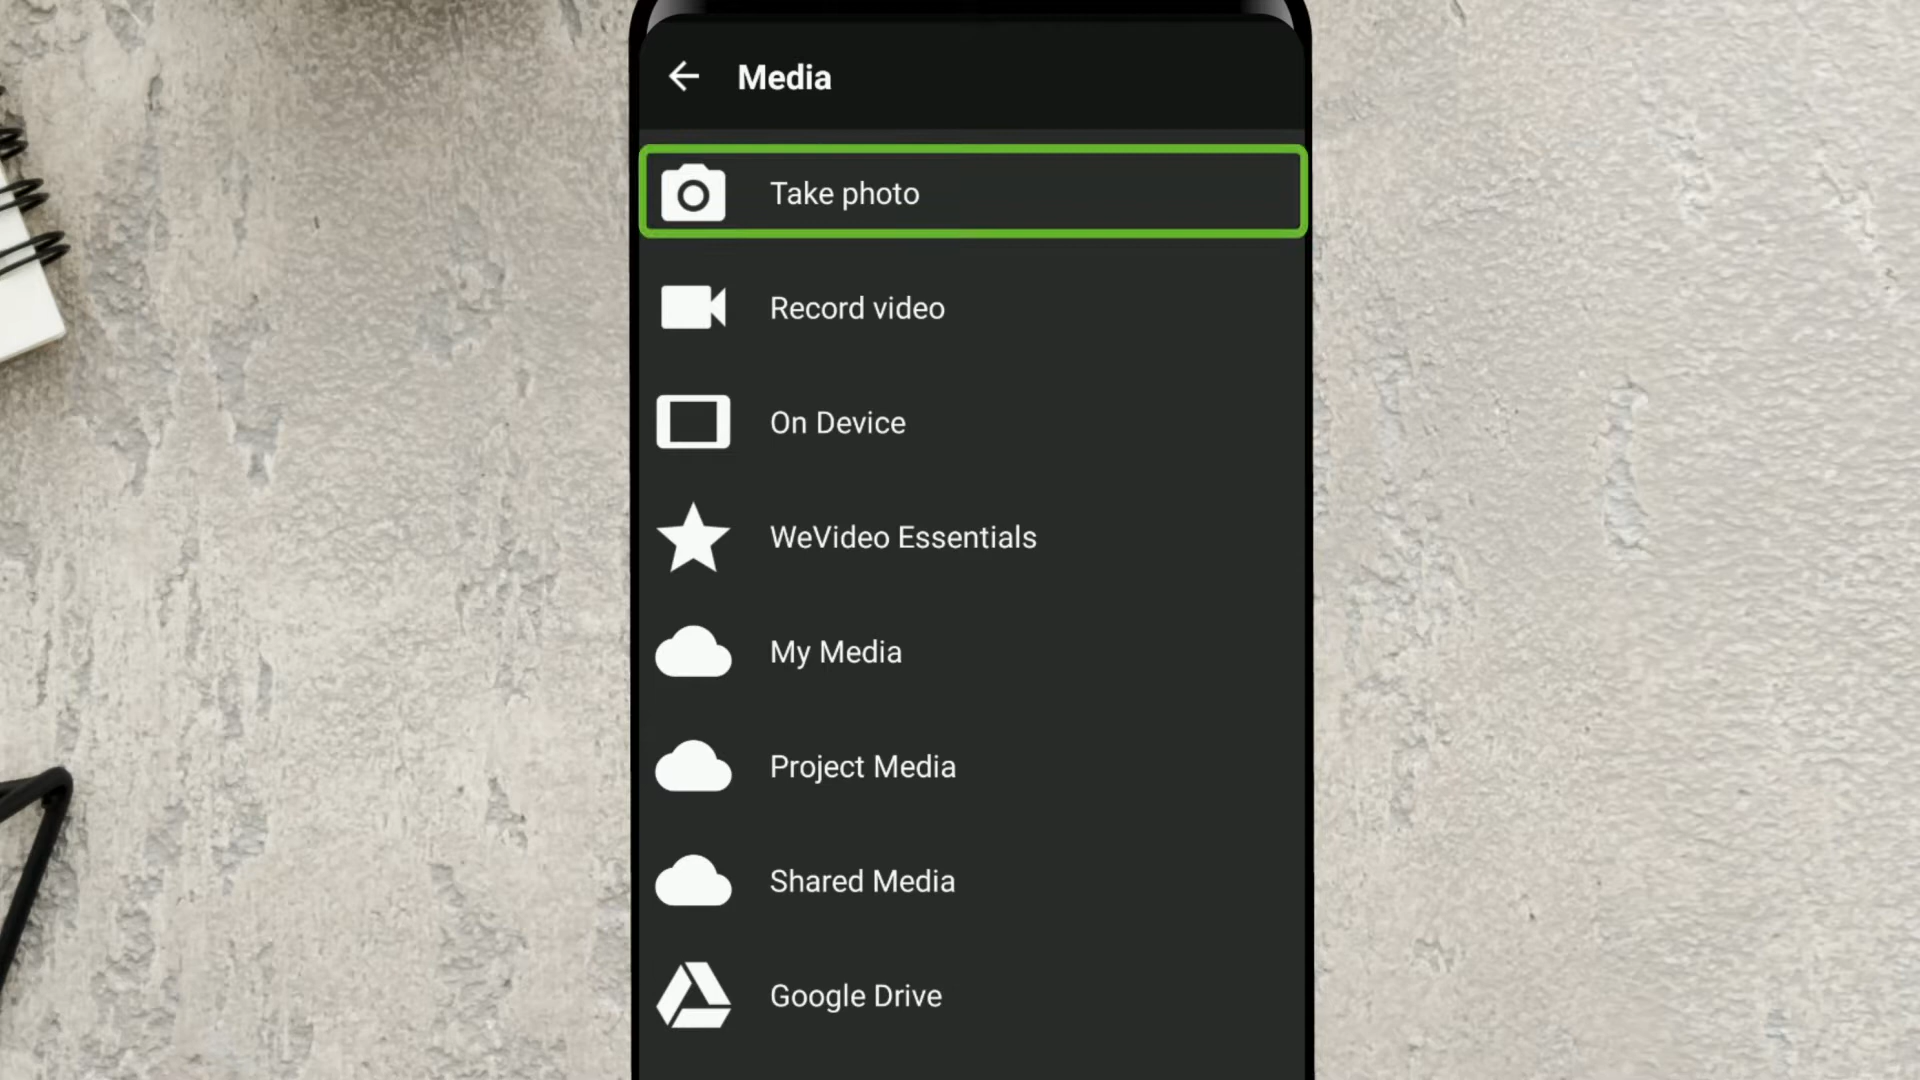 Media
Take photo
Record video
On Device
WeVideo Essentials
My Media
Project Media
Shared Media
Google Drive